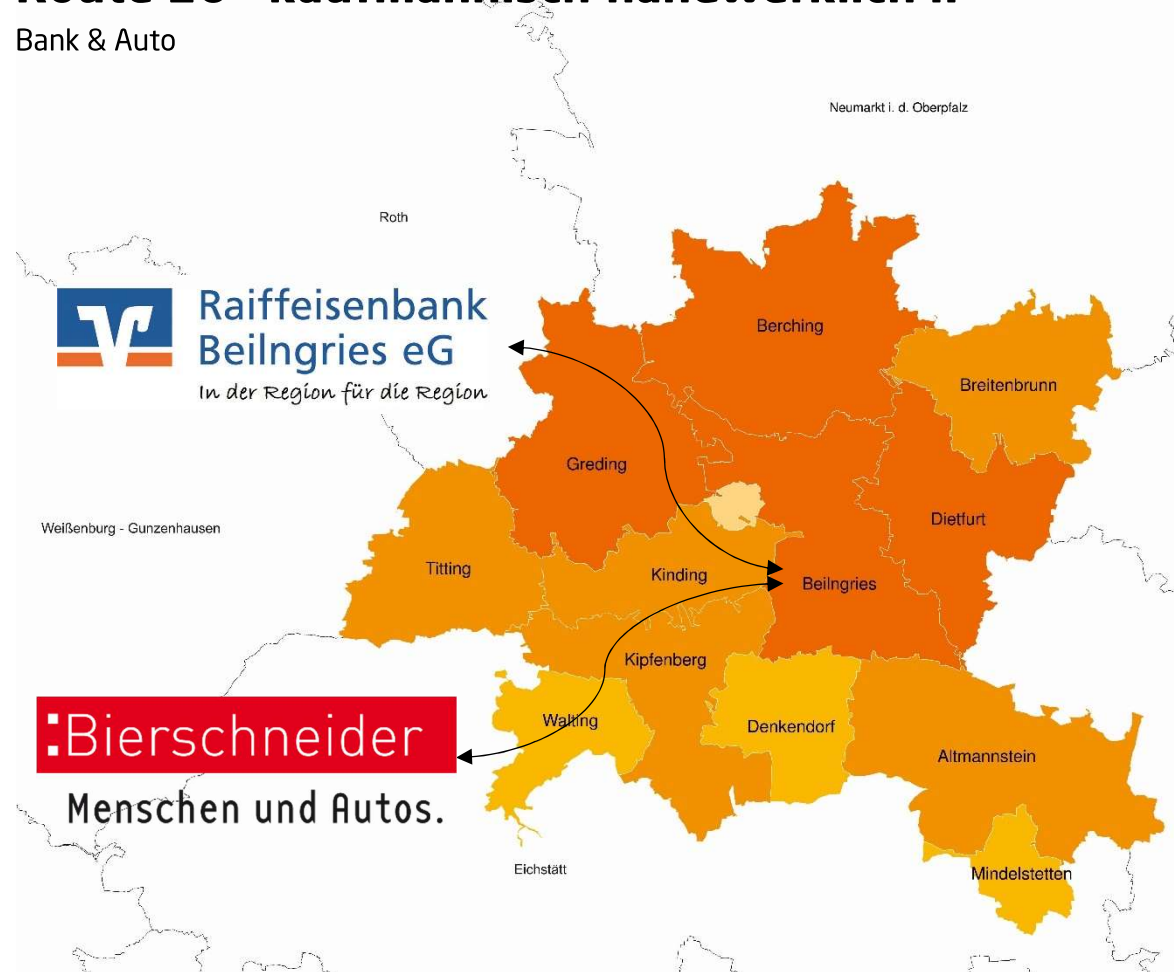 Bank & Auto
Neumarkt i. d. Oberpfalz
Roth
Raiffeisenbank
Beilngries eG
In der Region für die Region
Berching
Breitenbrunn
Greding
Dietfurt
Weißenburg - Gunzenhausen
Titting
Kinding
Beilngries
Kipfenberg
:Bierschneider
Menschen und Autos.
Walting
Denkendorf
Altmannstein
Eichstätt
Mindelstetten